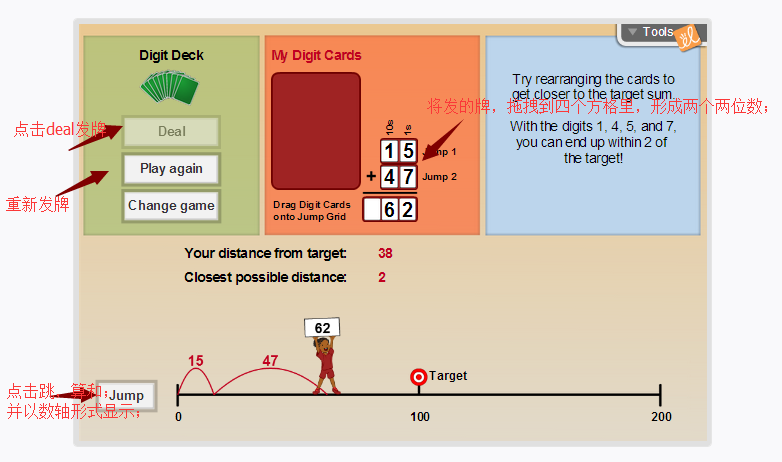 Tools
Digit Deck
Deal
Play again
Change game
点击deal发牌
重新发牌
My Digit Cards
10s
1s
1 5
Jump 1
+ 4 7
Jump 2
6 2
Drag Digit Cards
onto Jump Grid
将发的牌，拖拽到四个方格里，形成两个两位数；
Try rearranging the cards to
get closer to the target sum.
With the digits 1, 4, 5, and 7,
you can end up within 2 of
the target!
Your distance from target: 38
Closest possible distance: 2
62
15
47
Target
点击跳，算和；
并以数轴形式显示；
Jump
0
100
200